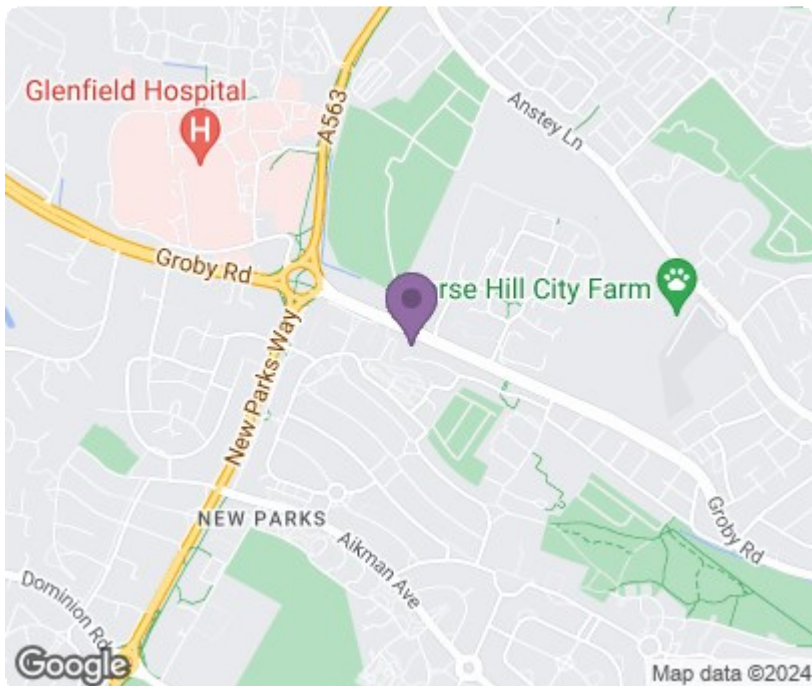 Glenfield Hospital
H
A563
Anstey Ln
Groby Rd
rse Hill City Farm
New Parks Way
NEW PARKS
Aikman Ave
Groby Rd
Dominion Rd
Google
Map data ©2024